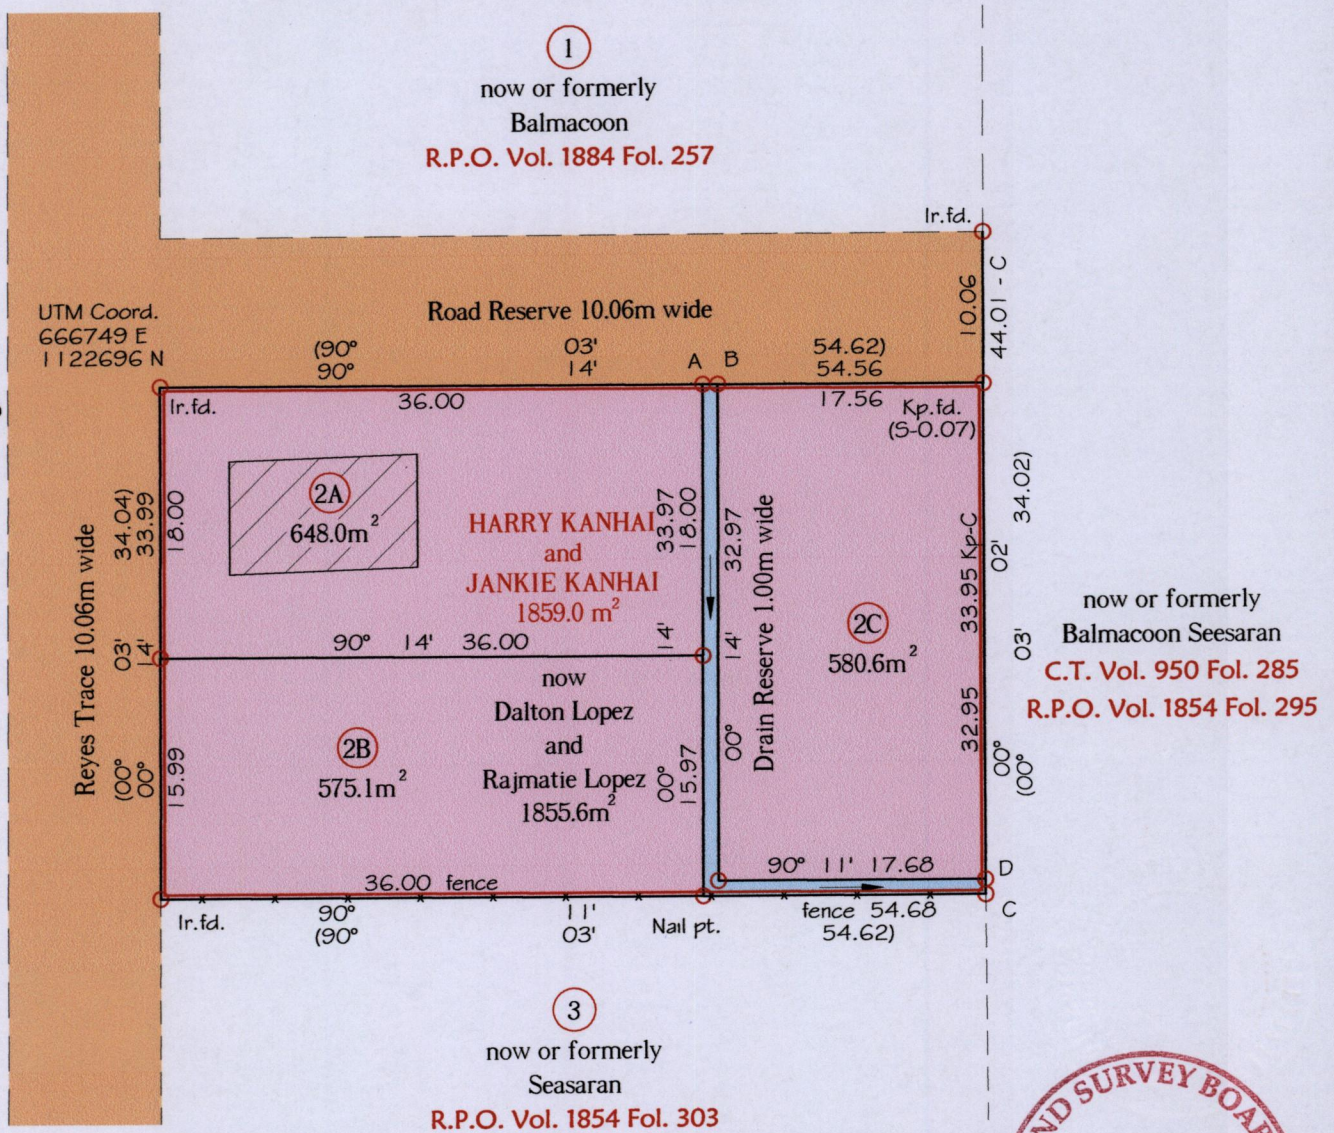 1
now or formerly
Balmacoon
R.P.O. Vol. 1884 Fol. 257
Ir.fd.
10.06
44.01 - C
UTM Coord.
666749 E
1122696 N
Road Reserve 10.06m wide
(90° 03' 54.62)
90° 14' A B 54.56
Ir.fd. 36.00 17.56 Kp.fd.
(S-0.07)
Reyes Trace 10.06m wide
(00° 03' 34.04)
00° 14' 33.99
18.00
15.99
2A
648.0m²
HARRY KANHAI
and
JANKIE KANHAI
1859.0 m²
33.97
00° 14' 18.00
15.97
00° 14' 32.97
Drain Reserve 1.00m wide
2C
580.6m²
32.95 33.95 Kp-C
00° 02'
(00° 03' 34.02)
now or formerly
Balmacoon Seesaran
C.T. Vol. 950 Fol. 285
R.P.O. Vol. 1854 Fol. 295
90° 14' 36.00
now
Dalton Lopez
and
Rajmatie Lopez
1855.6m²
2B
575.1m²
90° 11' 17.68 D
36.00 fence
Ir.fd. 90° 11' Nail pt. fence 54.68 C
(90° 03' 54.62)
3
now or formerly
Seasaran
R.P.O. Vol. 1854 Fol. 303
SURVEY